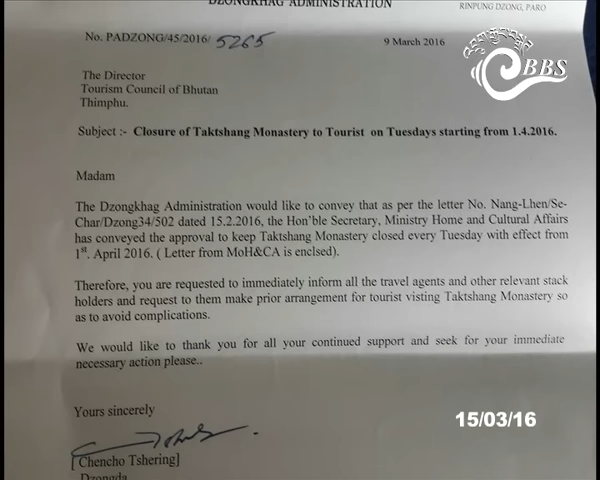 DZONGKHAG ADMINISTRATION
RINPUNG DZONG, PARO
No. PADZONG/45/2016/ 5265
9 March 2016
BBS
The Director
Tourism Council of Bhutan
Thimphu.
Subject :- Closure of Taktshang Monastery to Tourist on Tuesdays starting from 1.4.2016.
Madam
The Dzongkhag Administration would like to convey that as per the letter No. Nang-Lhen/Se-
Char/Dzong34/502 dated 15.2.2016, the Hon'ble Secretary, Ministry Home and Cultural Affairs
has conveyed the approval to keep Taktshang Monastery closed every Tuesday with effect from
1st. April 2016. ( Letter from MoH&CA is enclsed).
Therefore, you are requested to immediately inform all the travel agents and other relevant stack
holders and request to them make prior arrangement for tourist visting Taktshang Monastery so
as to avoid complications.
We would like to thank you for all your continued support and seek for your immediate
necessary action please..
Yours sincerely
15/03/16
[Chencho Tshering]
Dzongda